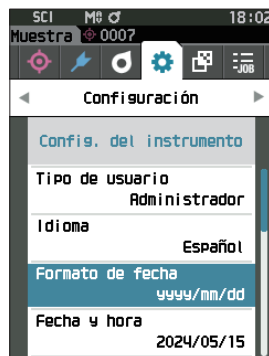 SCI M⁰ ♂ 18:02
Muestra 0007
-JOB
Configuración
Config. del instrumento
Tipo de usuario
Administrador
Idioma
Español
Formato de fecha
yyyy/mm/dd
Fecha y hora
2024/05/15